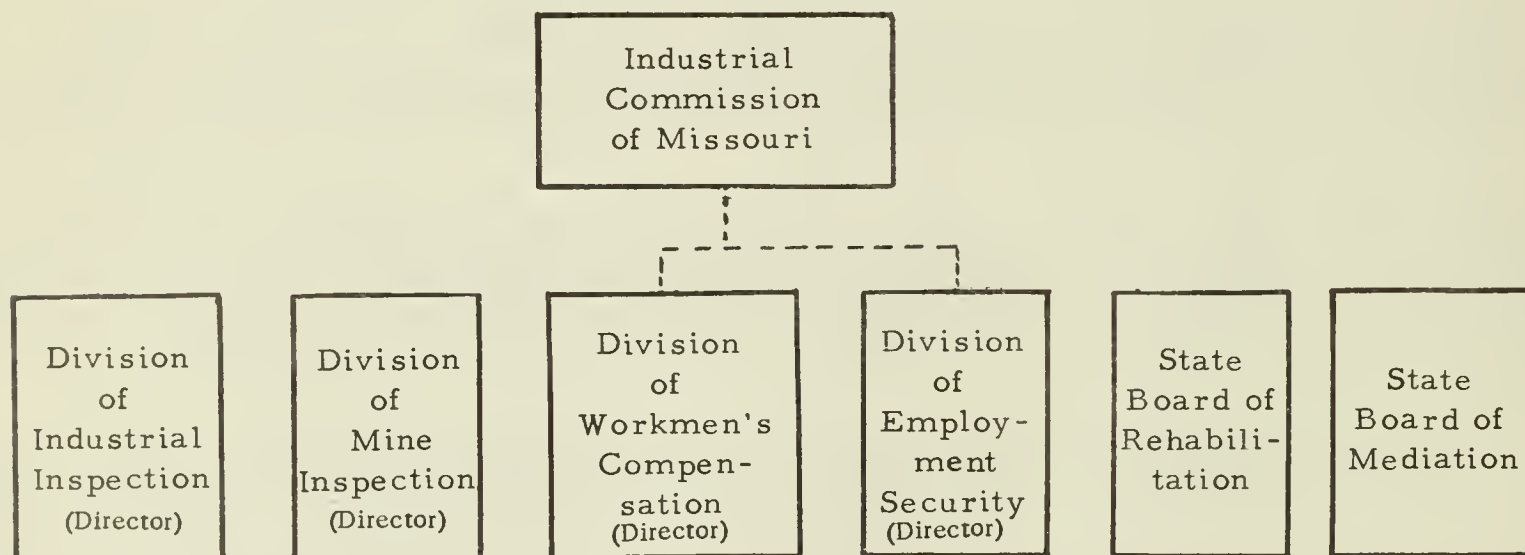 Industrial
Commission
of Missouri
Division
of
Industrial
Inspection
(Director)
Division
of
Mine
Inspection
(Director)
Division
of
Workmen's
Compen-
sation
(Director)
Division
of
Employ-
ment
Security
(Director)
State
Board of
Rehabili-
tation
State
Board of
Mediation